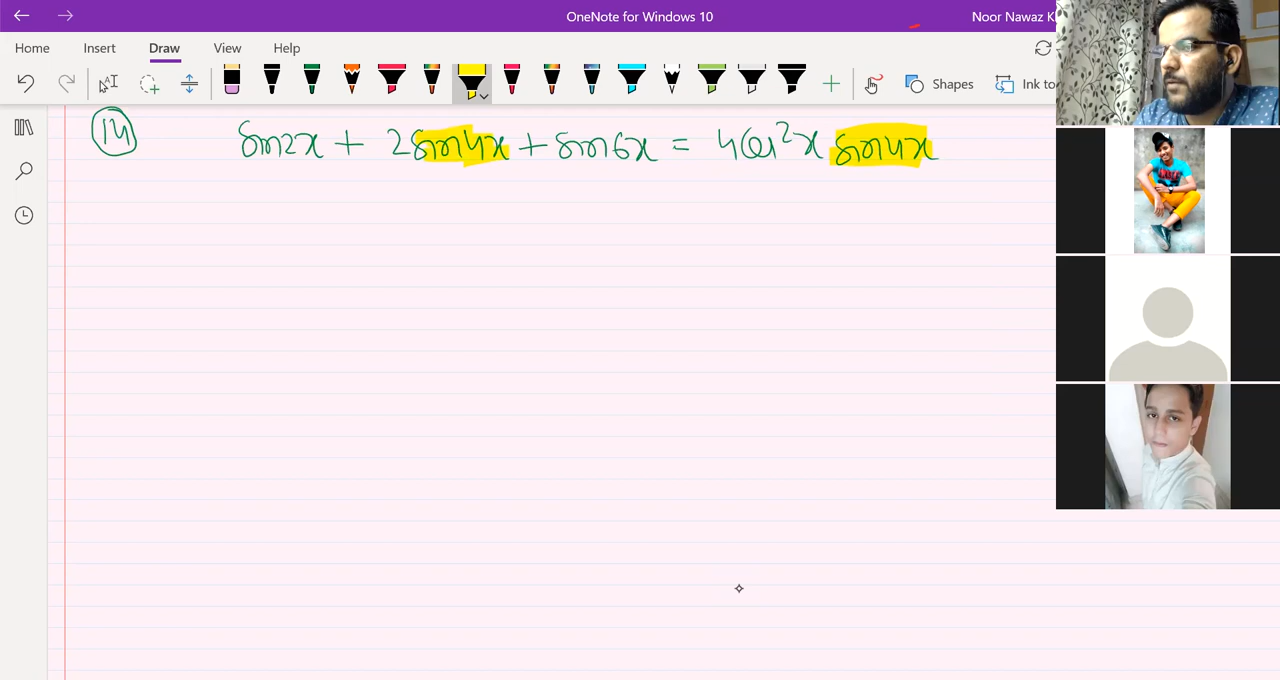 OneNote for Windows 10
Noor Nawaz K
Home Insert Draw View Help
Shapes Ink to
14 sin2x + 2sin4x + sin6x = 4cos²x sin4x